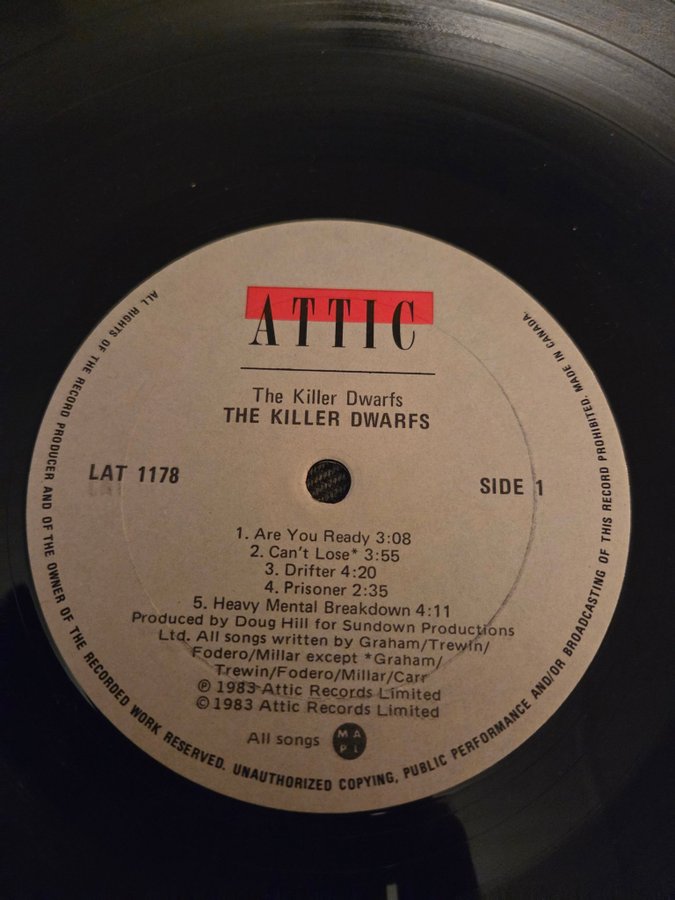 ATTIC
The Killer Dwarfs
THE KILLER DWARFS
LAT 1178
SIDE 1
1. Are You Ready 3:08
2. Can't Lose* 3:55
3. Drifter 4:20
4. Prisoner 2:35
5. Heavy Mental Breakdown 4:11
Produced by Doug Hill for Sundown Productions
Ltd. All songs written by Graham/Trewin/
Fodero/Millar except *Graham/
Trewin/Fodero/Millar/Carr
℗ 1983 Attic Records Limited
© 1983 Attic Records Limited
All songs
MA
PL
ALL RIGHTS OF THE RECORD PRODUCER AND OF THE OWNER OF THE RECORDED WORK RESERVED. UNAUTHORIZED COPYING, PUBLIC PERFORMANCE AND/OR BROADCASTING OF THIS RECORD PROHIBITED. MADE IN CANADA.